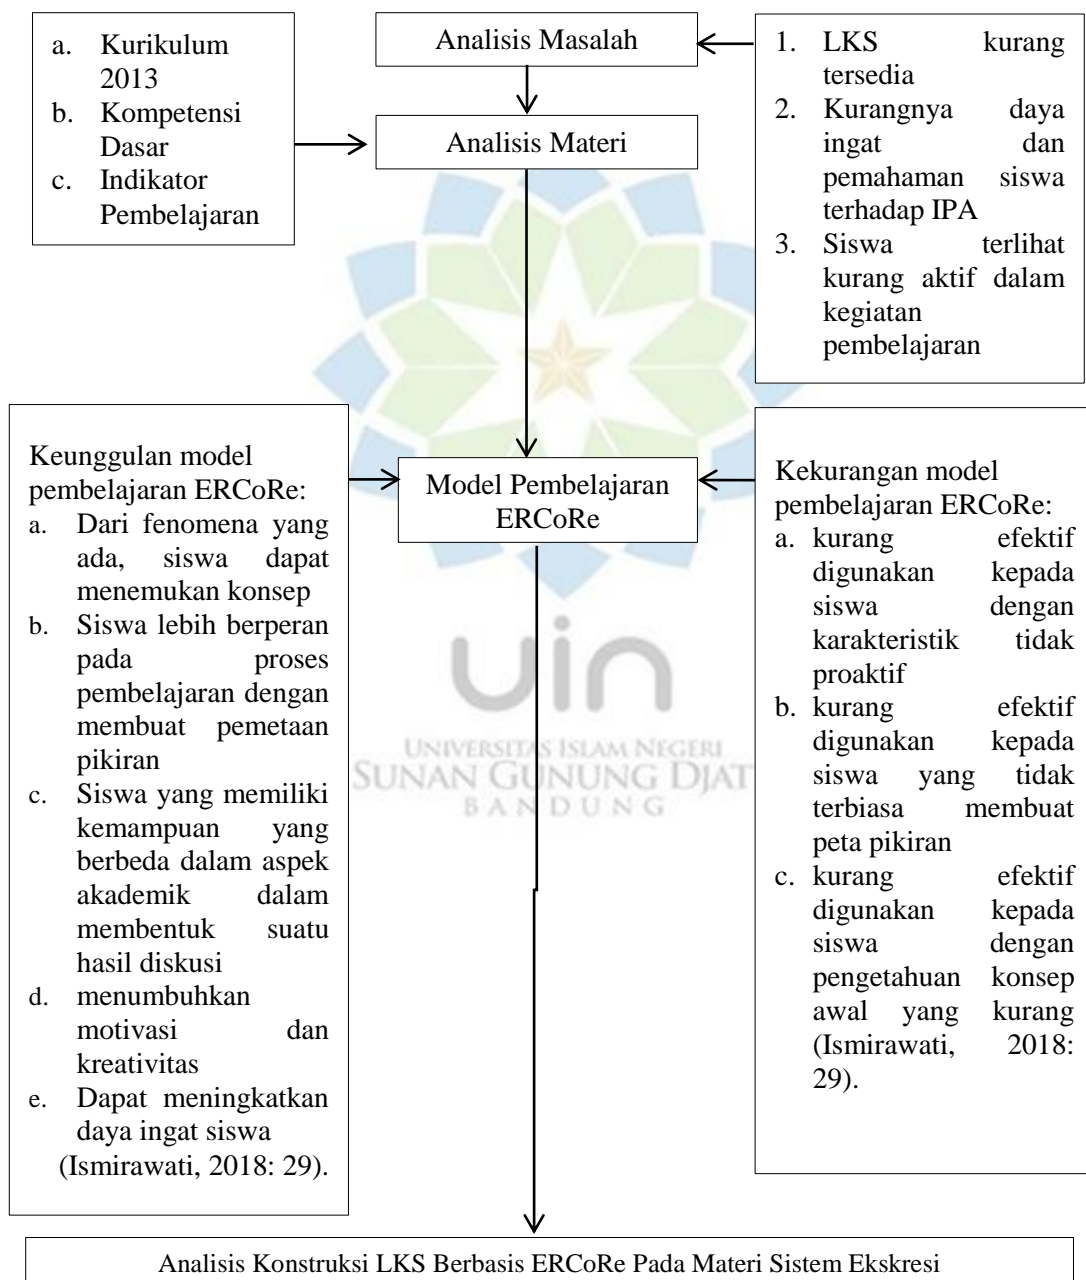 a. Kurikulum
2013
b. Kompetensi
Dasar
c. Indikator
Pembelajaran
Analisis Masalah
Analisis Materi
1. LKS kurang
tersedia
2. Kurangnya daya
ingat dan
pemahaman siswa
terhadap IPA
3. Siswa terlihat
kurang aktif dalam
kegiatan
pembelajaran
Keunggulan model
pembelajaran ERCoRe:
a. Dari fenomena yang
ada, siswa dapat
menemukan konsep
b. Siswa lebih berperan
pada proses
pembelajaran dengan
membuat pemetaan
pikiran
c. Siswa yang memiliki
kemampuan yang
berbeda dalam aspek
akademik dalam
membentuk suatu
hasil diskusi
d. menumbuhkan
motivasi dan
kreativitas
e. Dapat meningkatkan
daya ingat siswa
(Ismirawati, 2018: 29).
Model Pembelajaran
ERCoRe
Kekurangan model
pembelajaran ERCoRe:
a. kurang efektif
digunakan kepada
siswa dengan
karakteristik tidak
proaktif
b. kurang efektif
digunakan kepada
siswa yang tidak
terbiasa membuat
peta pikiran
c. kurang efektif
digunakan kepada
siswa dengan
pengetahuan konsep
awal yang kurang
(Ismirawati, 2018:
29).
uin
UNIVERSITAS ISLAM NEGERI
SUNAN GUNUNG DJAT
BANDUNG
Analisis Konstruksi LKS Berbasis ERCoRe Pada Materi Sistem Ekskresi